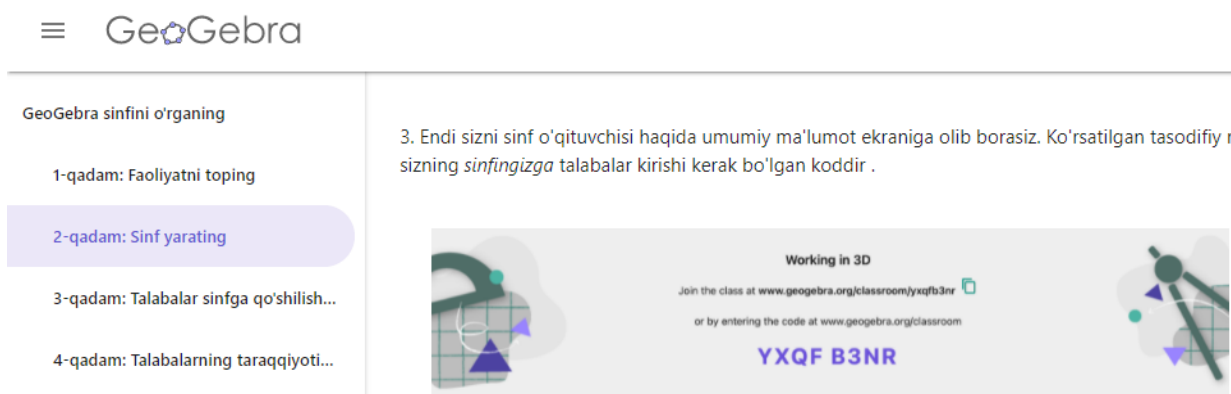 GeoGebra
GeoGebra sinfini o'rganing
1-qadam: Faoliyatni toping
2-qadam: Sinf yarating
3-qadam: Talabalar sinfga qo'shilish...
4-qadam: Talabalarning taraqqiyoti...
3. Endi sizni sinf o'qituvchisi haqida umumiy ma'lumot ekraniga olib borasiz. Ko'rsatilgan tasodifiy
sizning sinfingizga talabalar kirishi kerak bo'lgan koddir .
Working in 3D
Join the class at www.geogebra.org/classroom/yxqfb3nr
or by entering the code at www.geogebra.org/classroom
YXQF B3NR